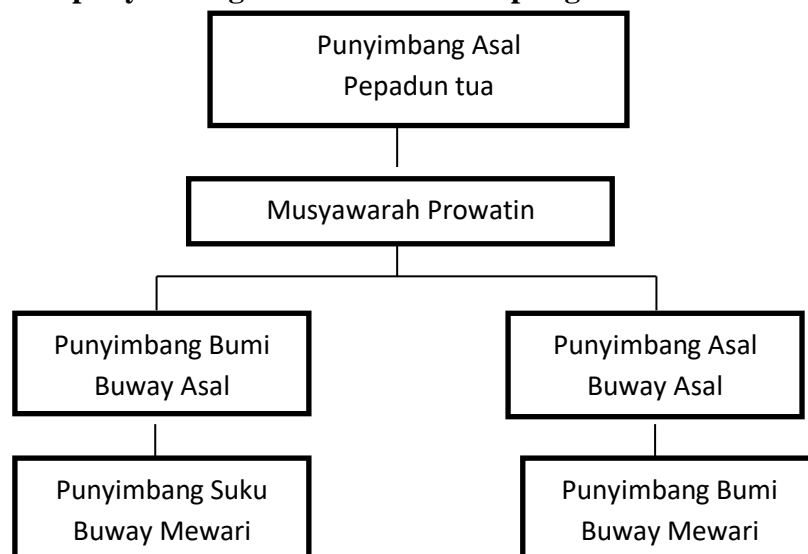 Punyimbang Asal
Pepadun tua
Musyawarah Prowatin
Punyimbang Bumi
Buway Asal
Punyimbang Asal
Buway Asal
Punyimbang Suku
Buway Mewari
Punyimbang Bumi
Buway Mewari